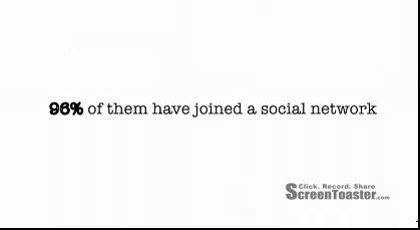 96% of them have joined a social network
Click. Record. Share
ScreenToaster.com